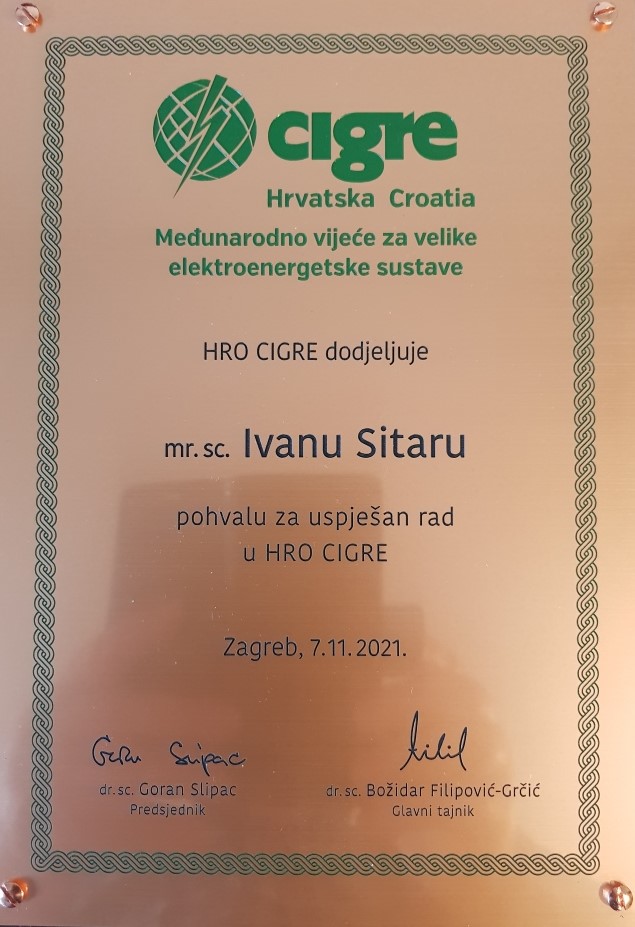 cigre
Hrvatska Croatia
Međunarodno vijeće za velike
elektroenergetske sustave
HRO CIGRE dodjeljuje
mr. sc. Ivanu Sitaru
pohvalu za uspješan rad
u HRO CIGRE
Zagreb, 7.11.2021.
Goran Slipac
dr. sc. Goran Slipac
Predsjednik
dr. sc. Božidar Filipović-Grčić
Glavni tajnik